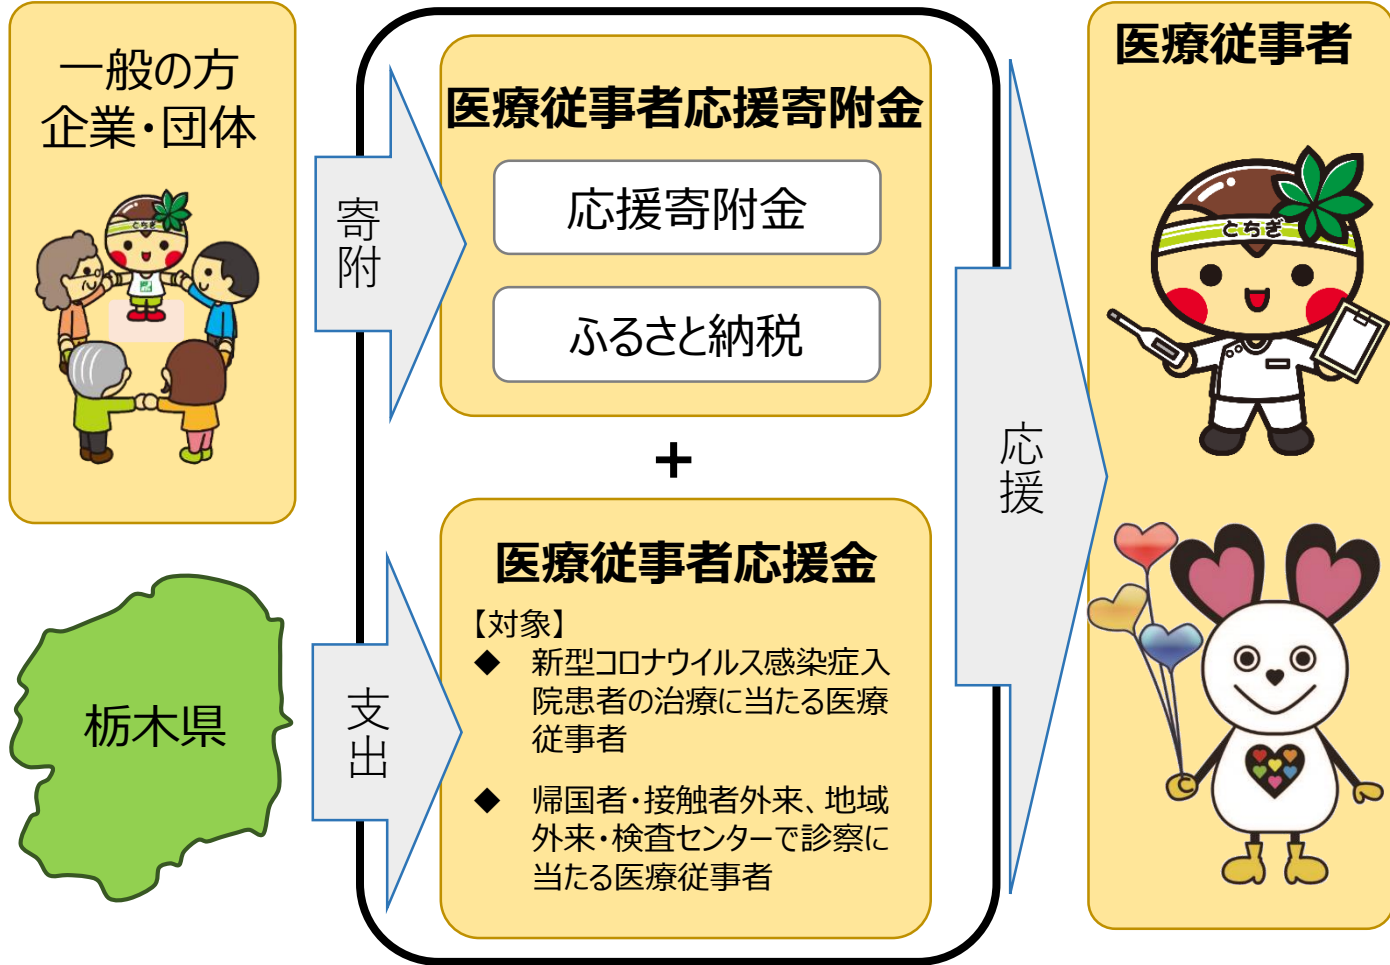 一般の方
企業・団体
とちぎ
寄附
医療従事者応援寄附金
応援寄附金
ふるさと納税
+
栃木県
支出
医療従事者応援金
【対象】
◆ 新型コロナウイルス感染症入
院患者の治療に当たる医療
従事者
◆ 帰国者・接触者外来、地域
外来・検査センターで診察に
当たる医療従事者
応援
医療従事者
とちぎ